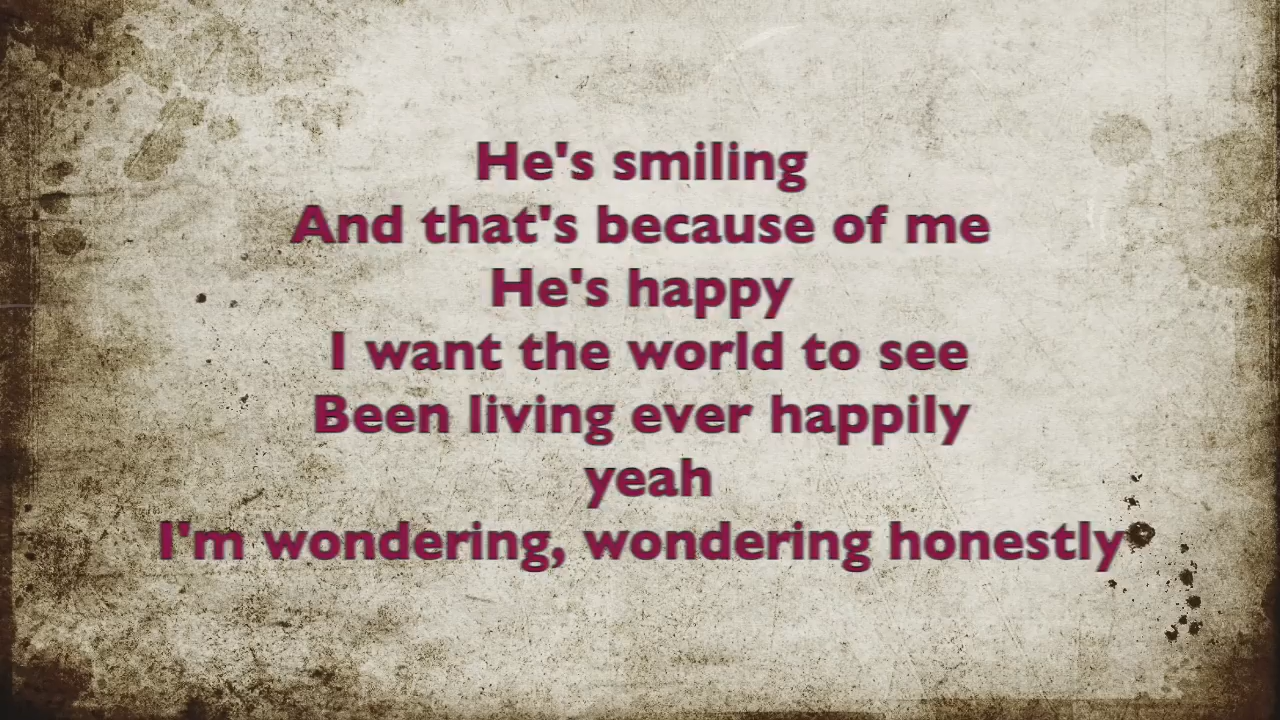 He's smiling
And that's because of me
He's happy
I want the world to see
Been living ever happily
yeah
I'm wondering, wondering honestly